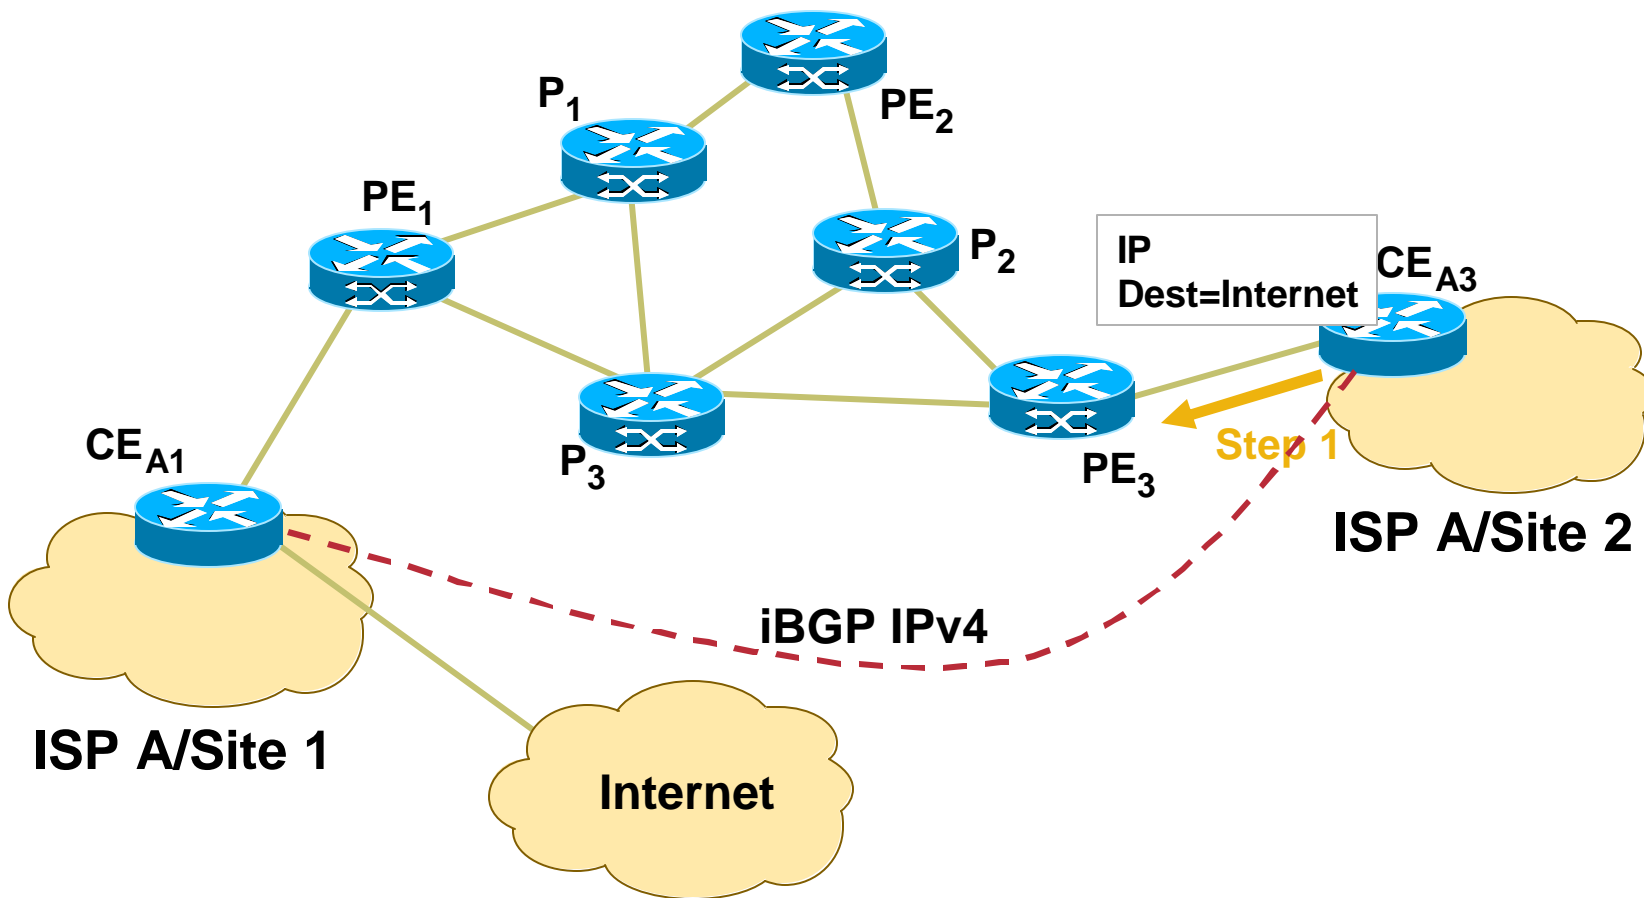 P1
PE2
PE1
P2
IP
Dest=Internet
CEA3
CEA1
P3
PE3
Step 1
ISP A/Site 2
iBGP IPv4
ISP A/Site 1
Internet